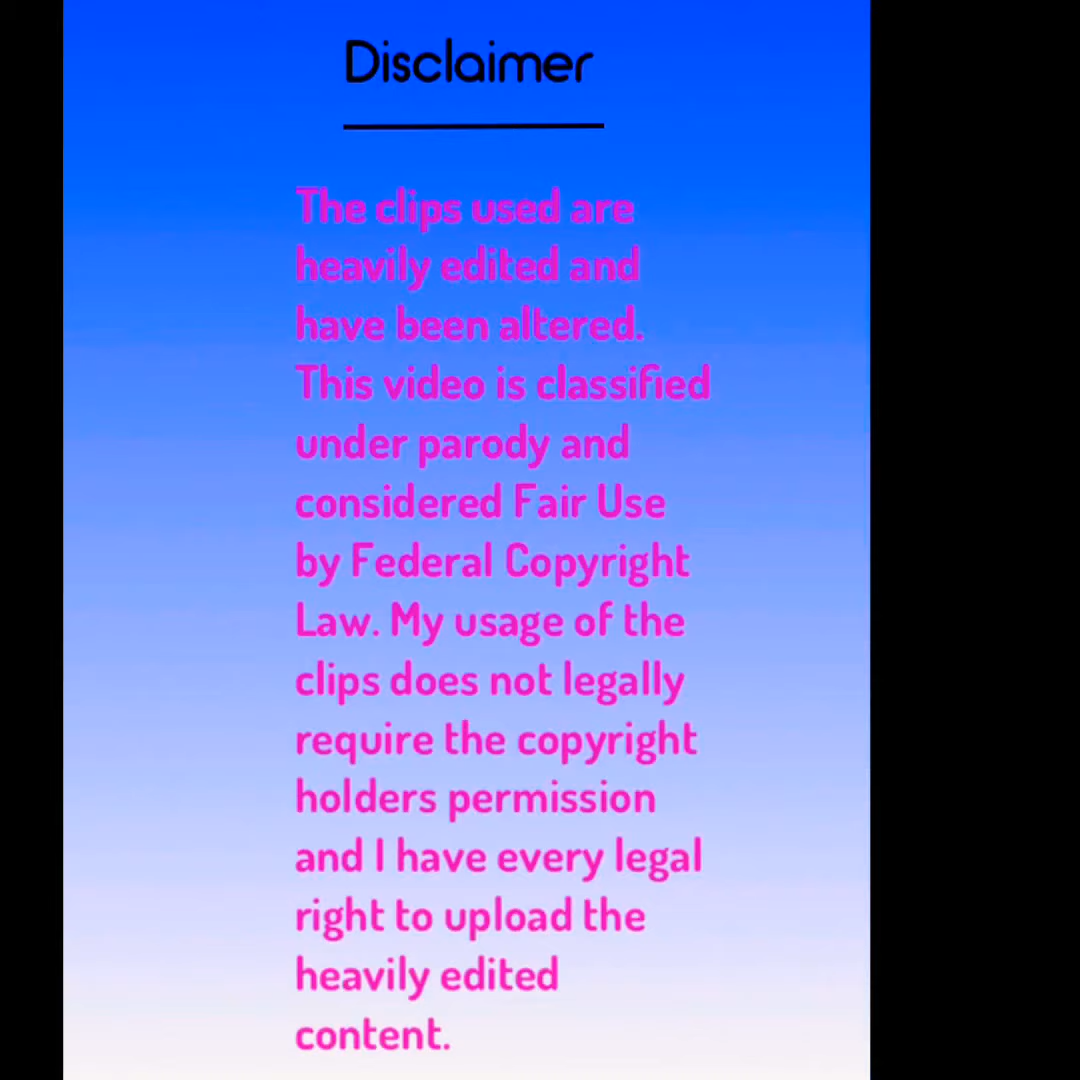 Disclaimer
The clips used are
heavily edited and
have been altered.
This video is classified
under parody and
considered Fair Use
by Federal Copyright
Law. My usage of the
clips does not legally
require the copyright
holders permission
and I have every legal
right to upload the
heavily edited
content.